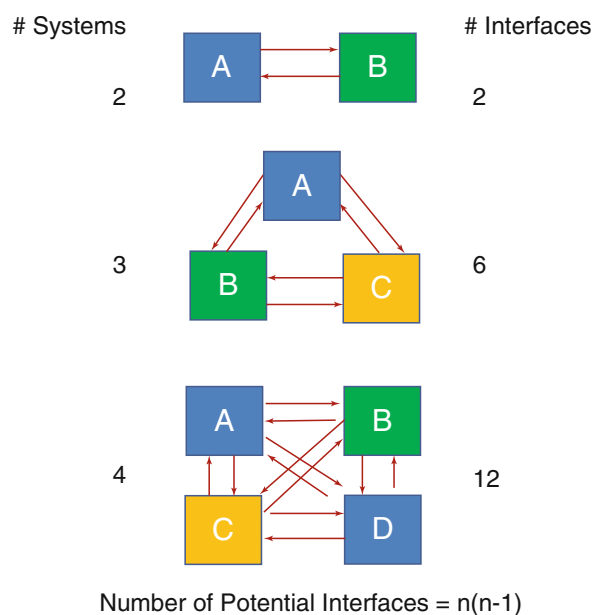 # Systems
# Interfaces
A
B
2
2
A
3
B
C
6
A
B
4
12
C
D
Number of Potential Interfaces = n(n-1)